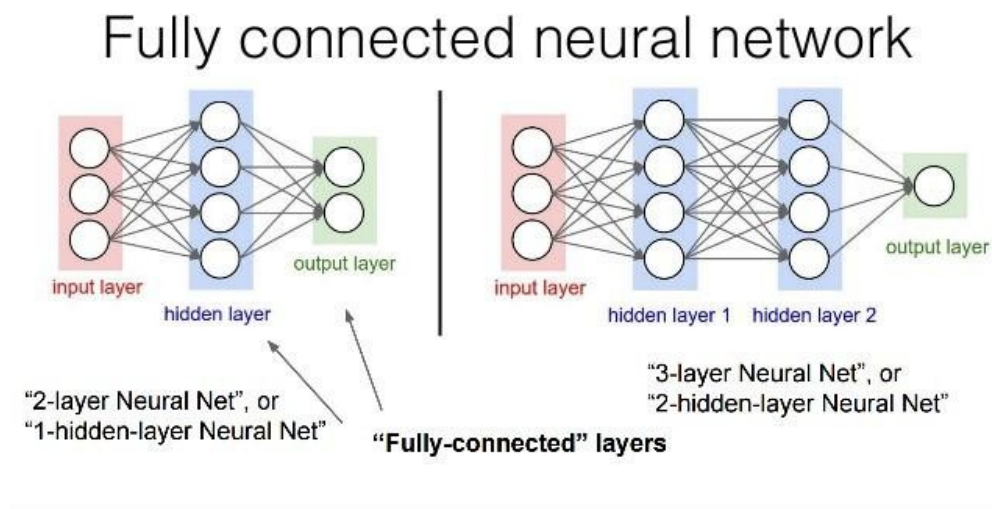 Fully connected neural network
input layer
hidden layer
output layer
“2-layer Neural Net”, or
“1-hidden-layer Neural Net”
“Fully-connected” layers
input layer
hidden layer 1
hidden layer 2
output layer
“3-layer Neural Net”, or
“2-hidden-layer Neural Net”